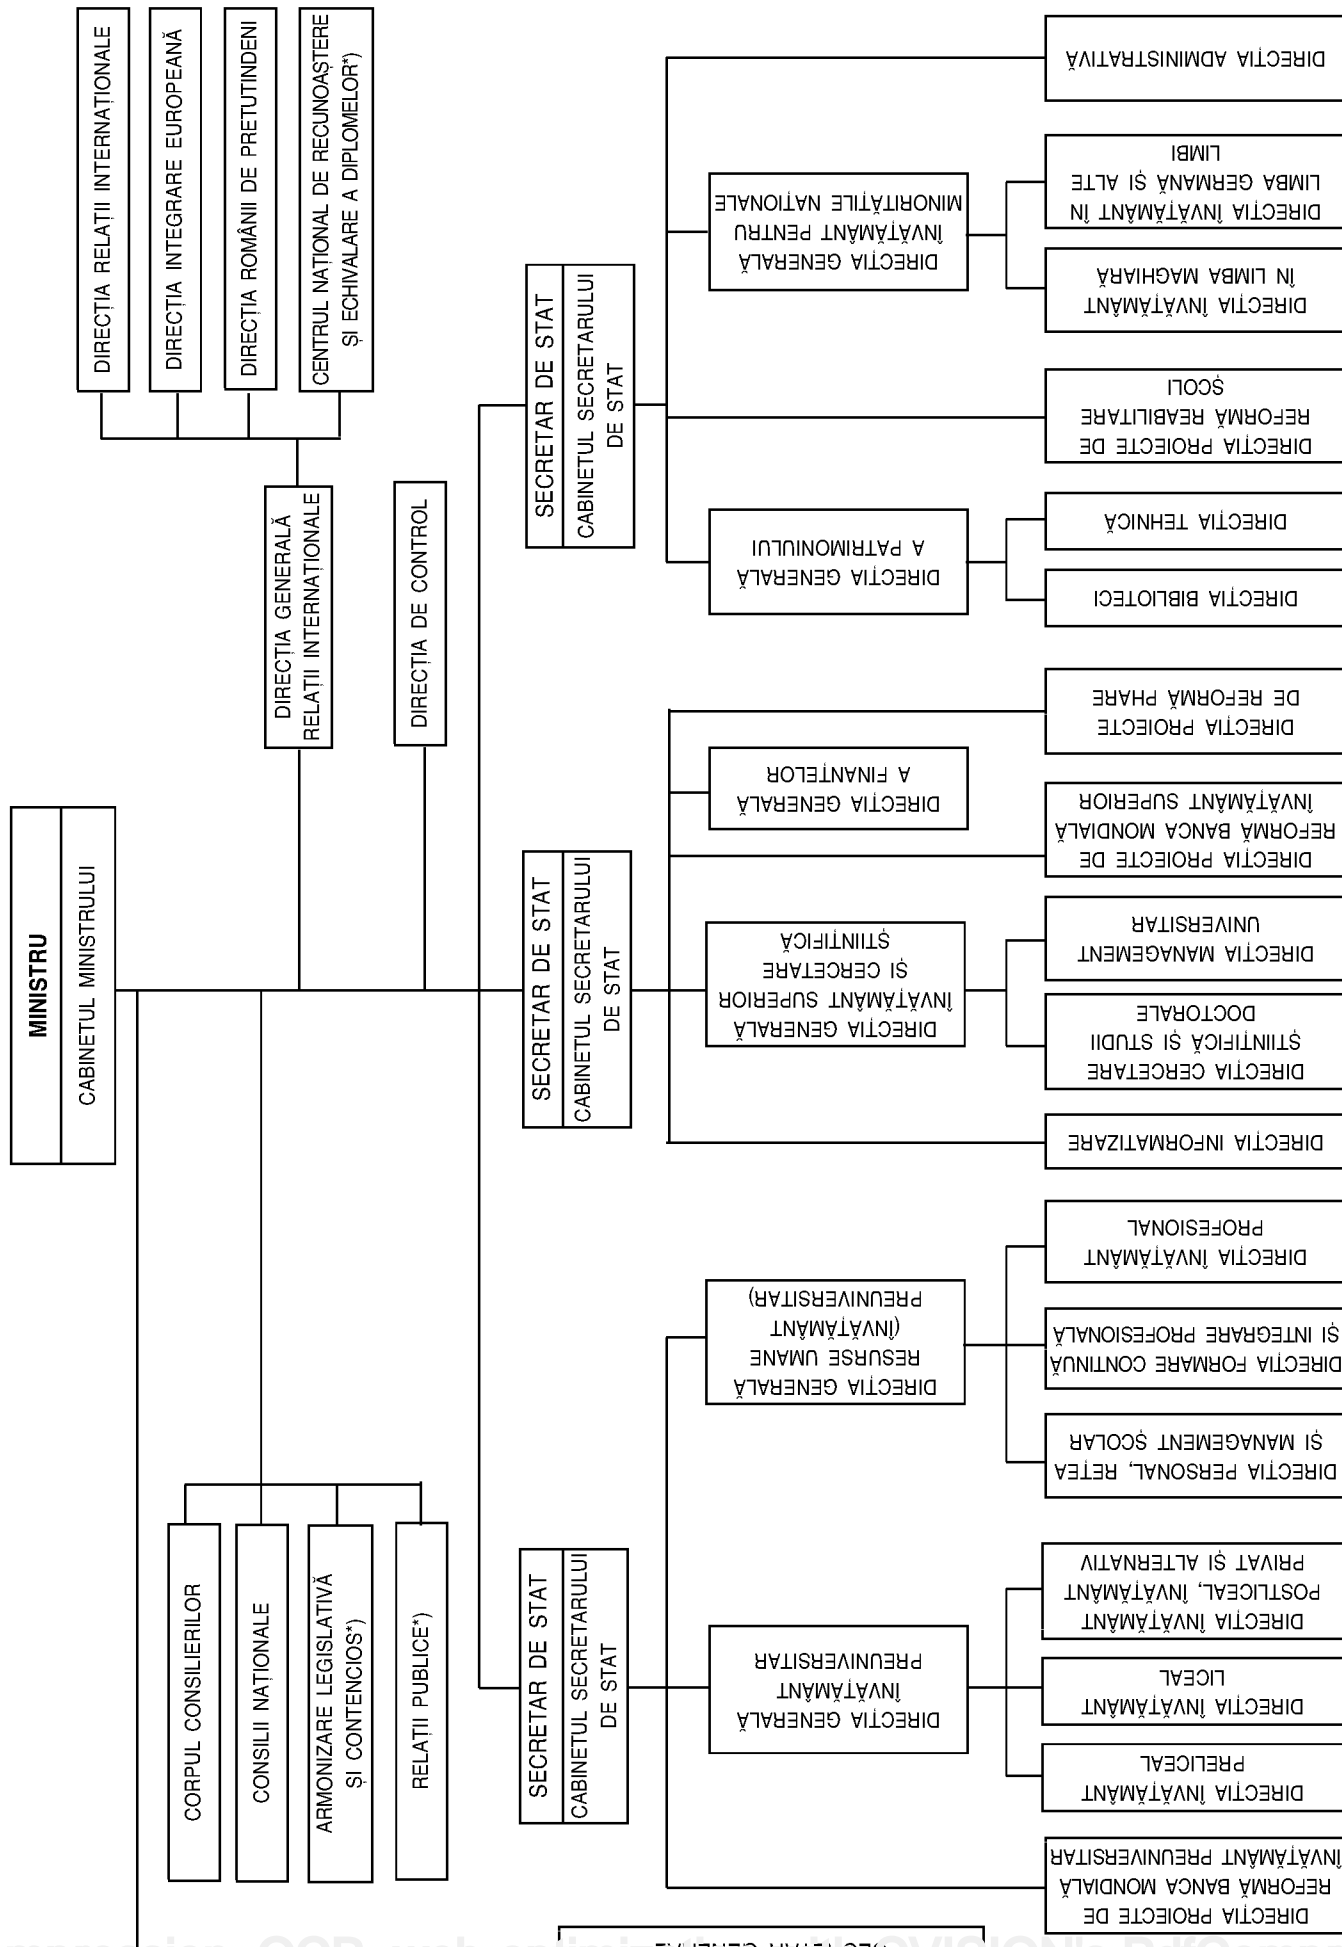 MINISTRU
CABINETUL MINISTRULUI
DIRECȚIA RELAȚII INTERNAȚIONALE
DIRECȚIA INTEGRARE EUROPEANĂ
DIRECȚIA ROMÂNII DE PRETUTINDENI
CENTRUL NAȚIONAL DE RECUNOAȘTERE
ȘI ECHIVALARE A DIPLOMELOR*)
DIRECȚIA GENERALĂ
RELAȚII INTERNAȚIONALE
DIRECȚIA DE CONTROL
CORPUL CONSILIERILOR
CONSILII NAȚIONALE
ARMONIZARE LEGISLATIVĂ
ȘI CONTENCIOS*)
RELAȚII PUBLICE*)
SECRETAR DE STAT
CABINETUL SECRETARULUI
DE STAT
DIRECȚIA ADMINISTRATIVĂ
DIRECȚIA GENERALĂ
ÎNVĂȚĂMÂNT PENTRU
MINORITĂȚILE NAȚIONALE
DIRECȚIA ÎNVĂȚĂMÂNT ÎN
LIMBA GERMANĂ ȘI ALTE
LIMBI
DIRECȚIA ÎNVĂȚĂMÂNT
ÎN LIMBA MAGHIARĂ
DIRECȚIA PROIECTE DE
REFORMĂ REABILITARE
ȘCOLI
DIRECȚIA GENERALĂ
A PATRIMONIULUI
DIRECȚIA TEHNICĂ
DIRECȚIA BIBLIOTECI
SECRETAR DE STAT
CABINETUL SECRETARULUI
DE STAT
DIRECȚIA PROIECTE
DE REFORMĂ PHARE
DIRECȚIA GENERALĂ
A FINANȚELOR
DIRECȚIA PROIECTE DE
REFORMĂ BANCA MONDIALĂ
ÎNVĂȚĂMÂNT SUPERIOR
DIRECȚIA GENERALĂ
ÎNVĂȚĂMÂNT SUPERIOR
ȘI CERCETARE
ȘTIINȚIFICĂ
DIRECȚIA MANAGEMENT
UNIVERSITAR
DIRECȚIA CERCETARE
ȘTIINȚIFICĂ ȘI STUDII
DOCTORALE
DIRECȚIA INFORMATIZARE
SECRETAR DE STAT
CABINETUL SECRETARULUI
DE STAT
DIRECȚIA GENERALĂ
RESURSE UMANE
(ÎNVĂȚĂMÂNT
PREUNIVERSITAR)
DIRECȚIA ÎNVĂȚĂMÂNT
PROFESIONAL
DIRECȚIA FORMARE CONTINUĂ
ȘI INTEGRARE PROFESIONALĂ
DIRECȚIA PERSONAL, REȚEA
ȘI MANAGEMENT ȘCOLAR
DIRECȚIA GENERALĂ
ÎNVĂȚĂMÂNT
PREUNIVERSITAR
DIRECȚIA ÎNVĂȚĂMÂNT
POSTLICEAL, ÎNVĂȚĂMÂNT
PRIVAT ȘI ALTERNATIV
DIRECȚIA ÎNVĂȚĂMÂNT
LICEAL
DIRECȚIA ÎNVĂȚĂMÂNT
PRELICEAL
DIRECȚIA PROIECTE DE
REFORMĂ BANCA MONDIALĂ
ÎNVĂȚĂMÂNT PREUNIVERSITAR